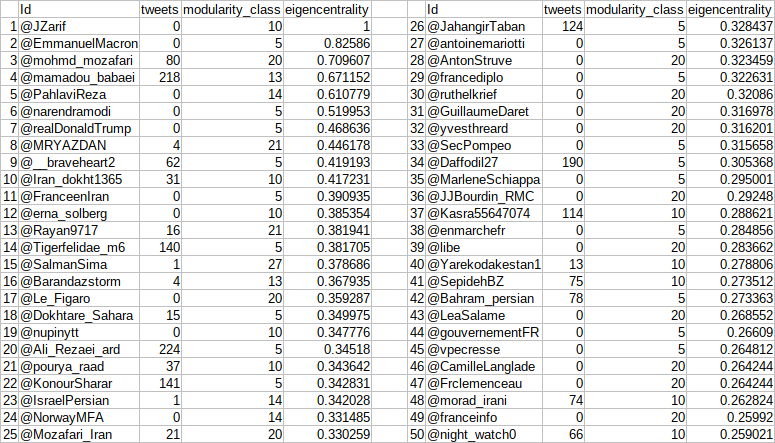 Id tweets modularity_class eigencentrality Id tweets modularity_class eigencentrality
1 @JZarif 0 10 1 26 @JahangirTaban 124 5 0.328437
2 @EmmanuelMacron 0 5 0.82586 27 @antoinemariotti 0 5 0.326137
3 @mohmd_mozafari 80 20 0.709607 28 @AntonStruve 0 20 0.323459
4 @mamadou_babaei 218 13 0.671152 29 @francediplo 0 5 0.322631
5 @PahlaviReza 0 14 0.610779 30 @ruthelkrief 0 20 0.32086
6 @narendramodi 0 5 0.519953 31 @GuillaumeDaret 0 20 0.316978
7 @realDonaldTrump 0 5 0.468636 32 @yvesthreard 0 20 0.316201
8 @MRYAZDAN 4 21 0.446178 33 @SecPompeo 0 5 0.315658
9 @__braveheart2 62 5 0.419193 34 @Daffodil27 190 5 0.305368
10 @Iran_dokht1365 31 10 0.417231 35 @MarleneSchiappa 0 5 0.295001
11 @FranceenIran 0 5 0.390935 36 @JJBourdin_RMC 0 20 0.29248
12 @erna_solberg 0 10 0.385354 37 @Kasra55647074 114 10 0.288621
13 @Rayan9717 16 21 0.381941 38 @enmarchefr 0 5 0.284856
14 @Tigerfelidae_m6 140 5 0.381705 39 @libe 0 20 0.283662
15 @SalmanSima 1 27 0.378686 40 @Yarekodakestan1 13 10 0.278806
16 @Barandazstorm 4 13 0.367935 41 @SepidehBZ 75 10 0.273512
17 @Le_Figaro 0 20 0.359287 42 @Bahram_persian 78 5 0.273363
18 @Dokhtare_Sahara 15 5 0.349975 43 @LeaSalame 0 20 0.268552
19 @nupinytt 0 10 0.347776 44 @gouvernementFR 0 5 0.26609
20 @Ali_Rezaei_ard 224 5 0.34518 45 @vpecresse 0 5 0.264812
21 @pourya_raad 37 10 0.343642 46 @CamilleLanglade 0 20 0.264244
22 @KonourSharar 141 5 0.342831 47 @Frclemenceau 0 20 0.264244
23 @IsraelPersian 1 14 0.342028 48 @morad_irani 74 10 0.262824
24 @NorwayMFA 0 14 0.331485 49 @franceinfo 0 20 0.25992
25 @Mozafari_Iran 21 20 0.330259 50 @night_watch0 66 10 0.259021